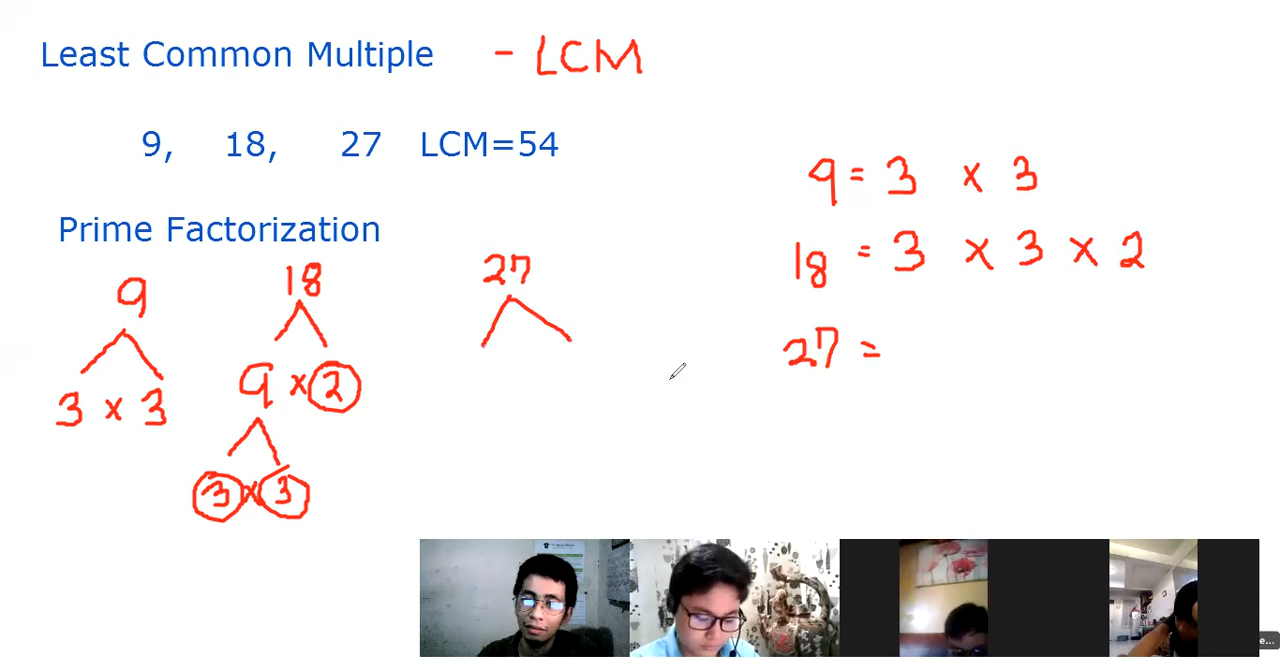 Least Common Multiple - LCM
9, 18, 27 LCM=54
Prime Factorization
9
3 x 3
18
9 x 2
3 x 3
27
9 = 3 x 3
18 = 3 x 3 x 2
27 =